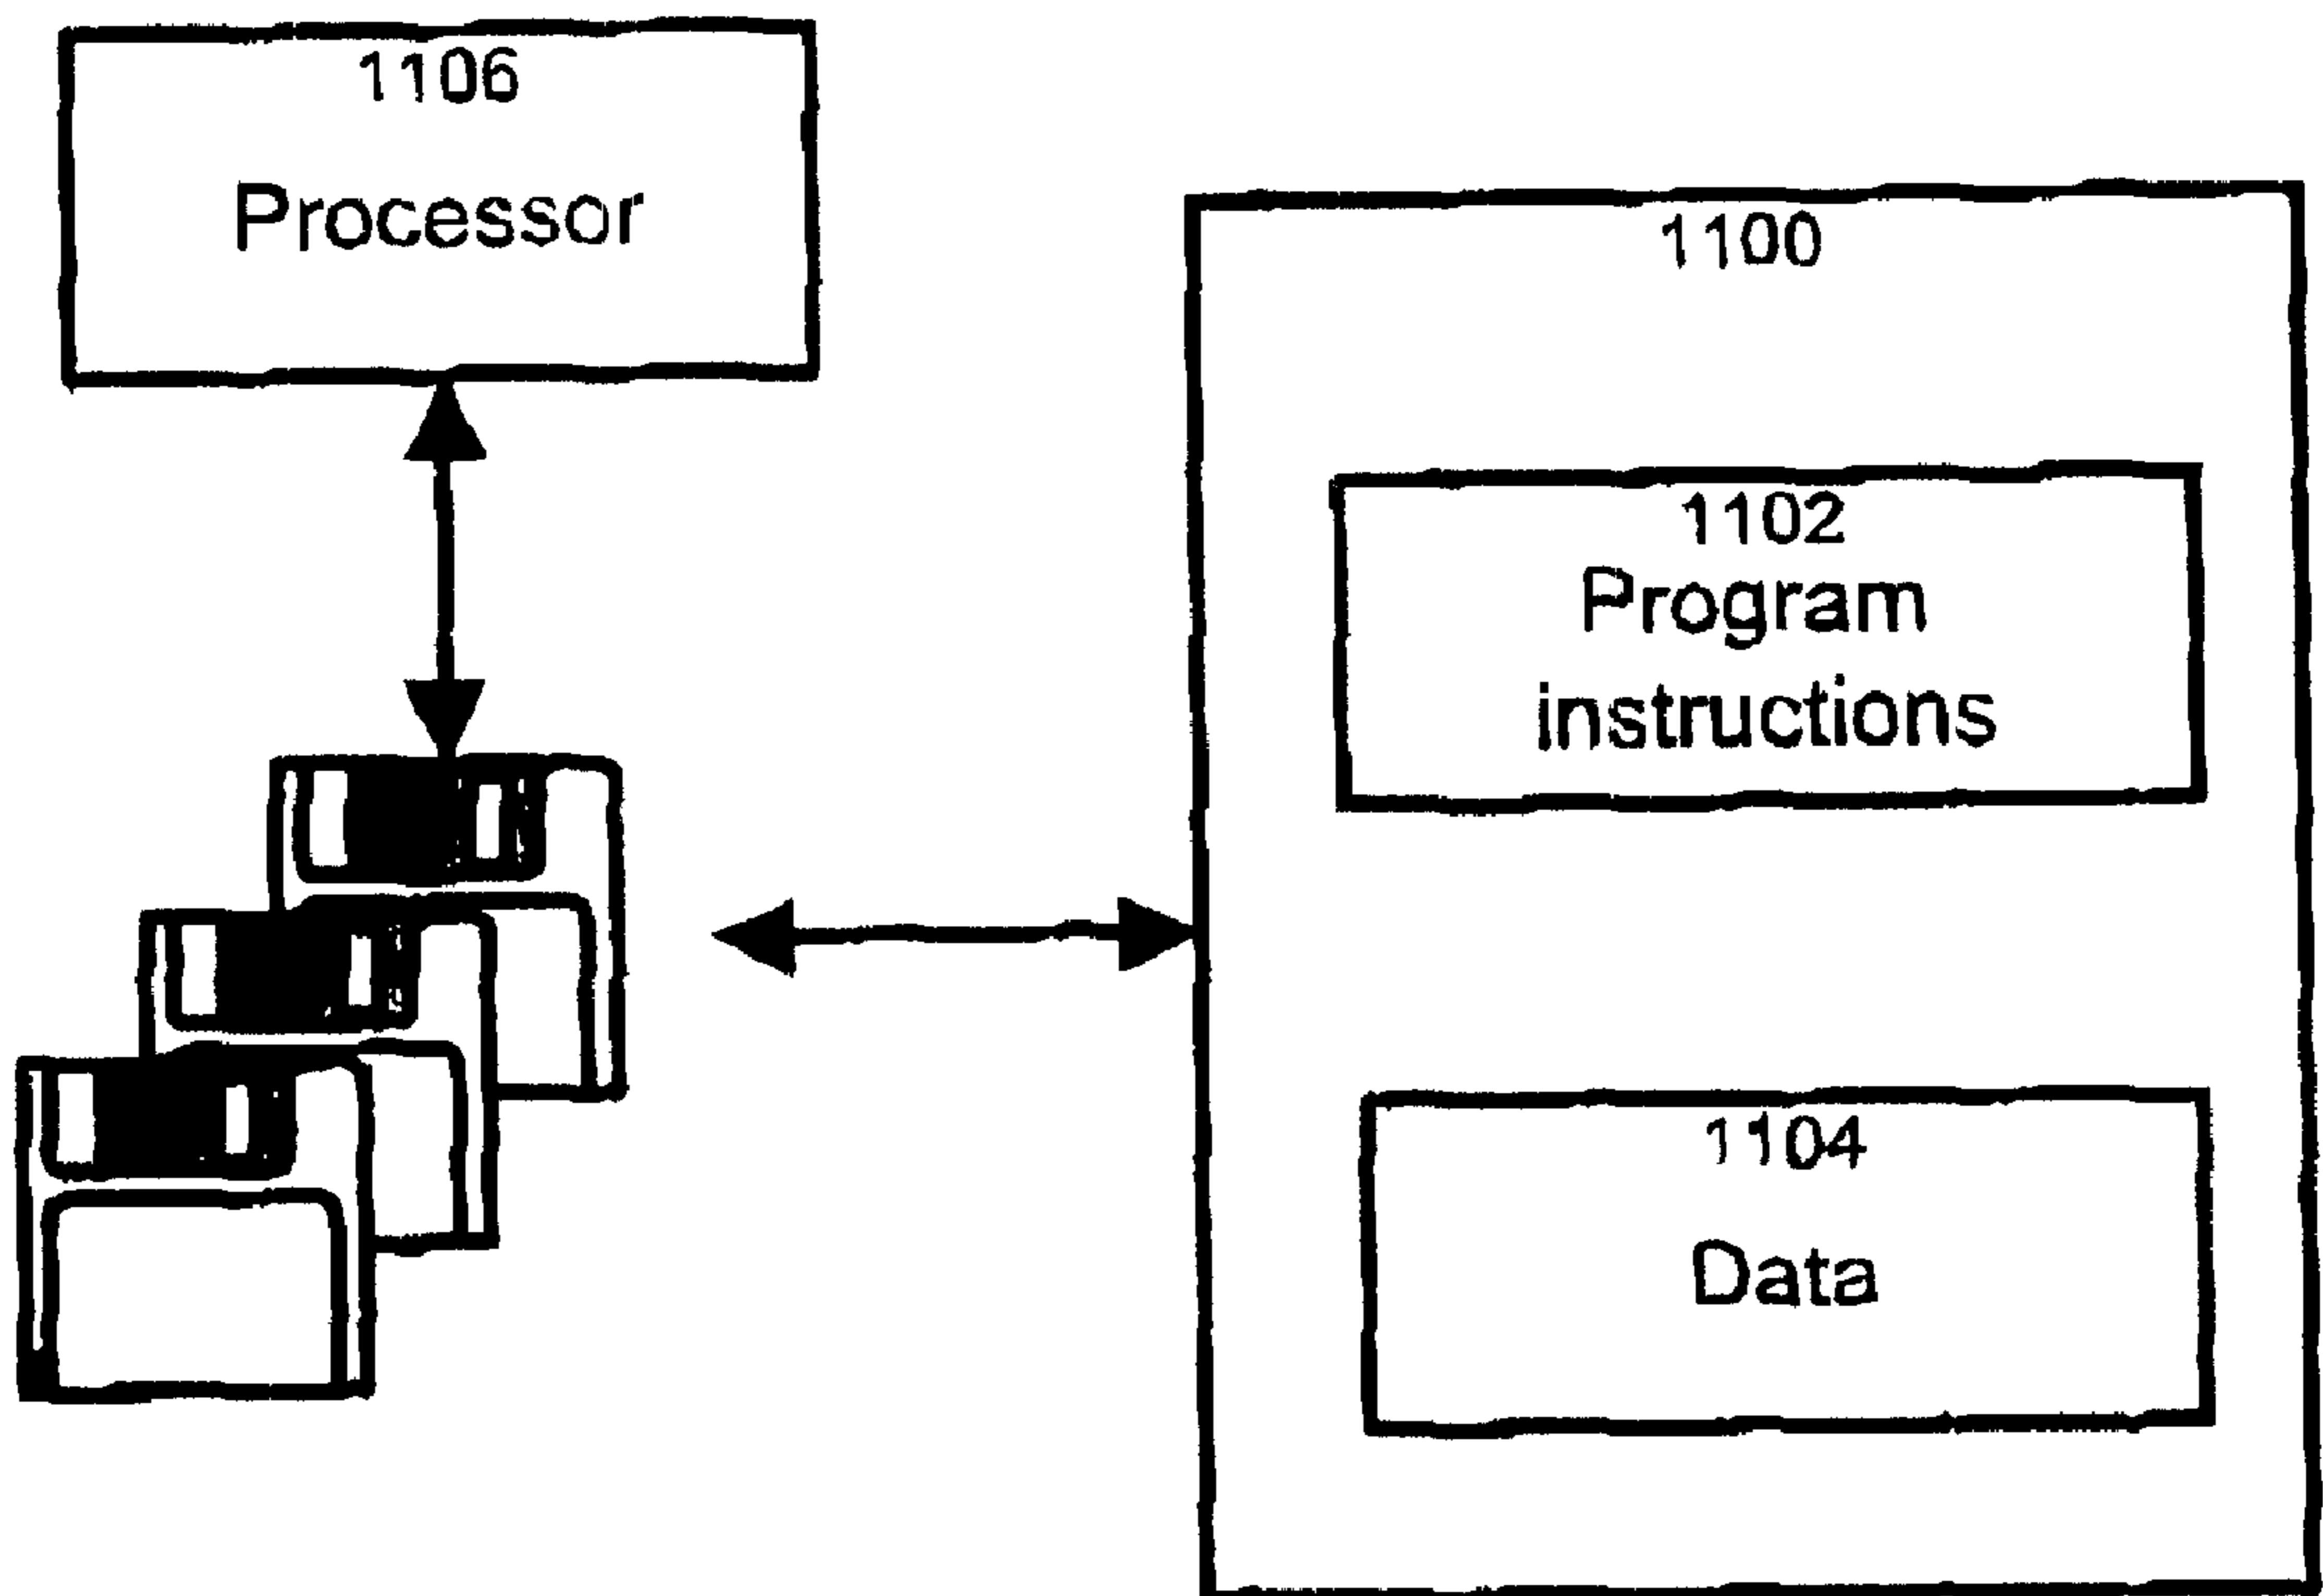 1106
Processor
1100
1102
Program
instructions
1104
Data